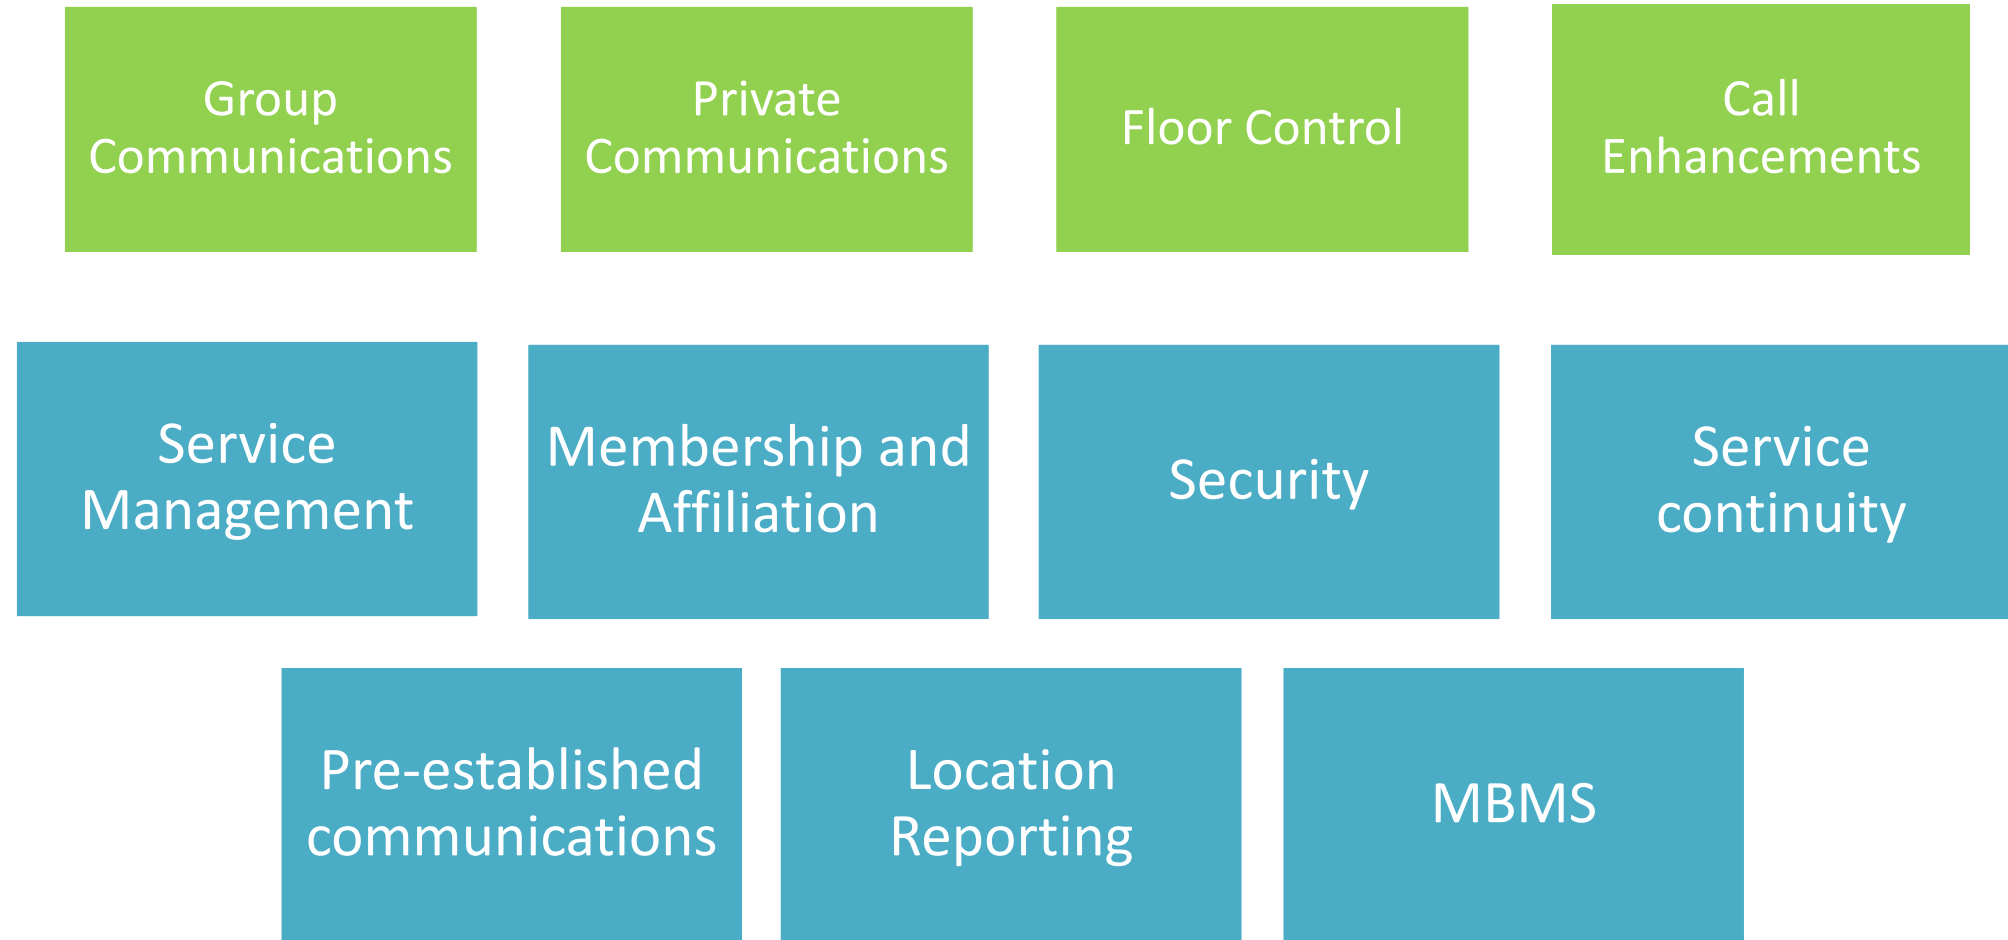 Group
Communications
Private
Communications
Floor Control
Call
Enhancements
Service
Management
Membership and
Affiliation
Security
Service
continuity
Pre-established
communications
Location
Reporting
MBMS